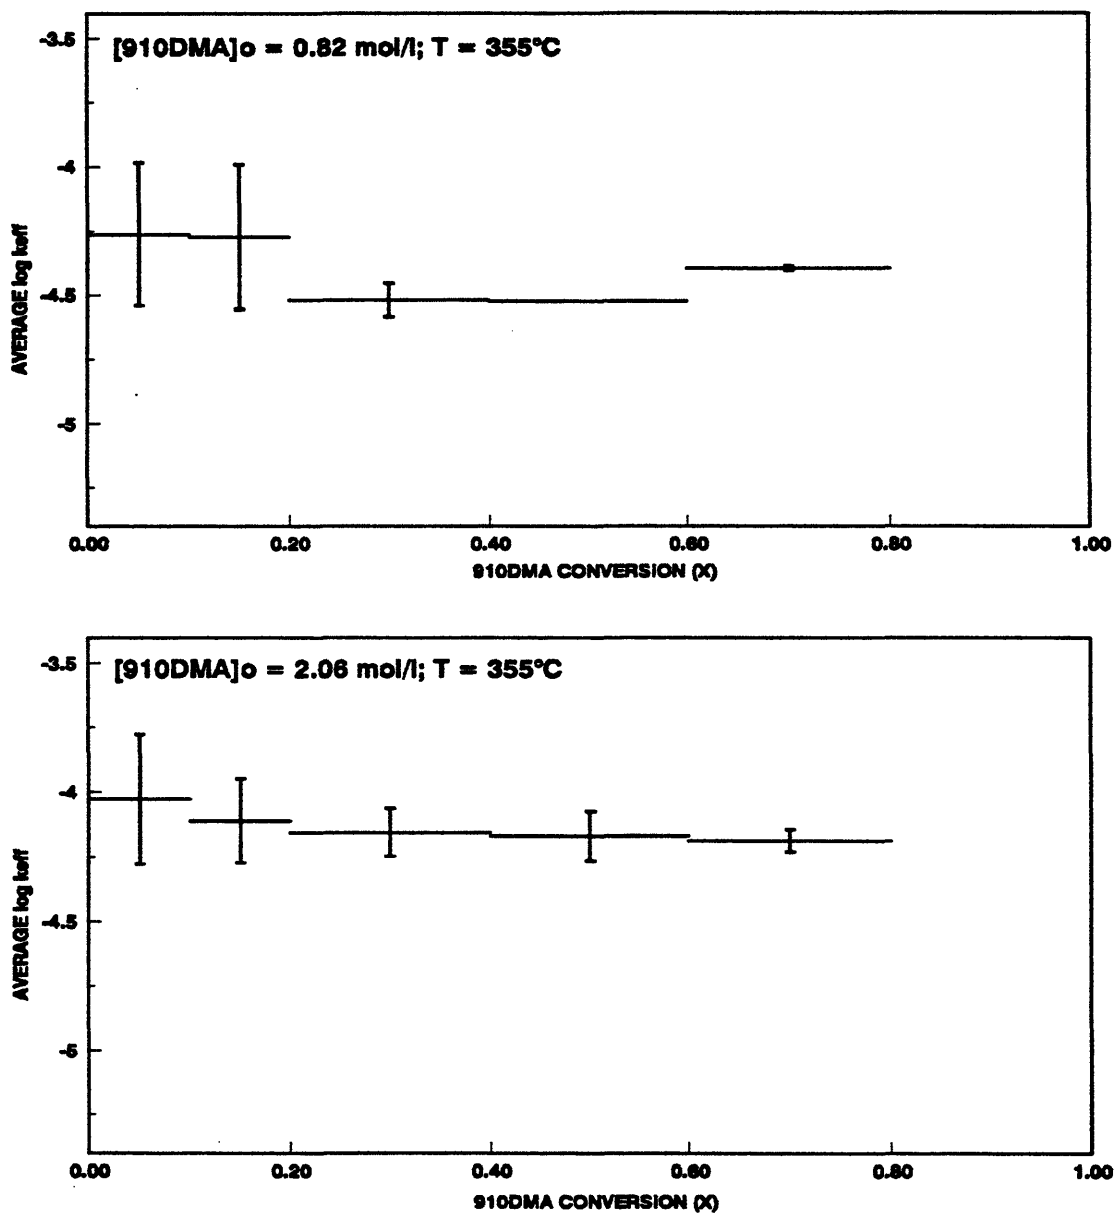 [910DMA]o = 0.82 mol/l; T = 355°C
-3.5
-4
-4.5
-5
AVERAGE log keff
0.00 0.20 0.40 0.60 0.80 1.00
910DMA CONVERSION (X)
[910DMA]o = 2.06 mol/l; T = 355°C
-3.5
-4
-4.5
-5
AVERAGE log keff
0.00 0.20 0.40 0.60 0.80 1.00
910DMA CONVERSION (X)